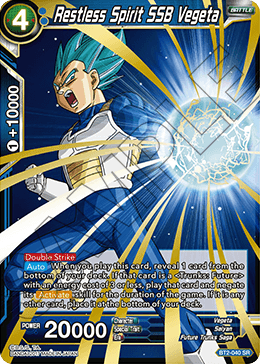 4
Restless Spirit SSB Vegeta
BATTLE
1 +10000
Double Strike
Auto When you play this card, reveal 1 card from the
bottom of your deck. If that card is a ‹Trunks: Future›
with an energy cost of 3 or less, play that card and negate
its Activate skill for the duration of the game. If it is any
other card, place it at the bottom of your deck.
POWER 20000
Character Vegeta
Special Trait Saiyan
Era Future Trunks Saga
BT2-040 SR